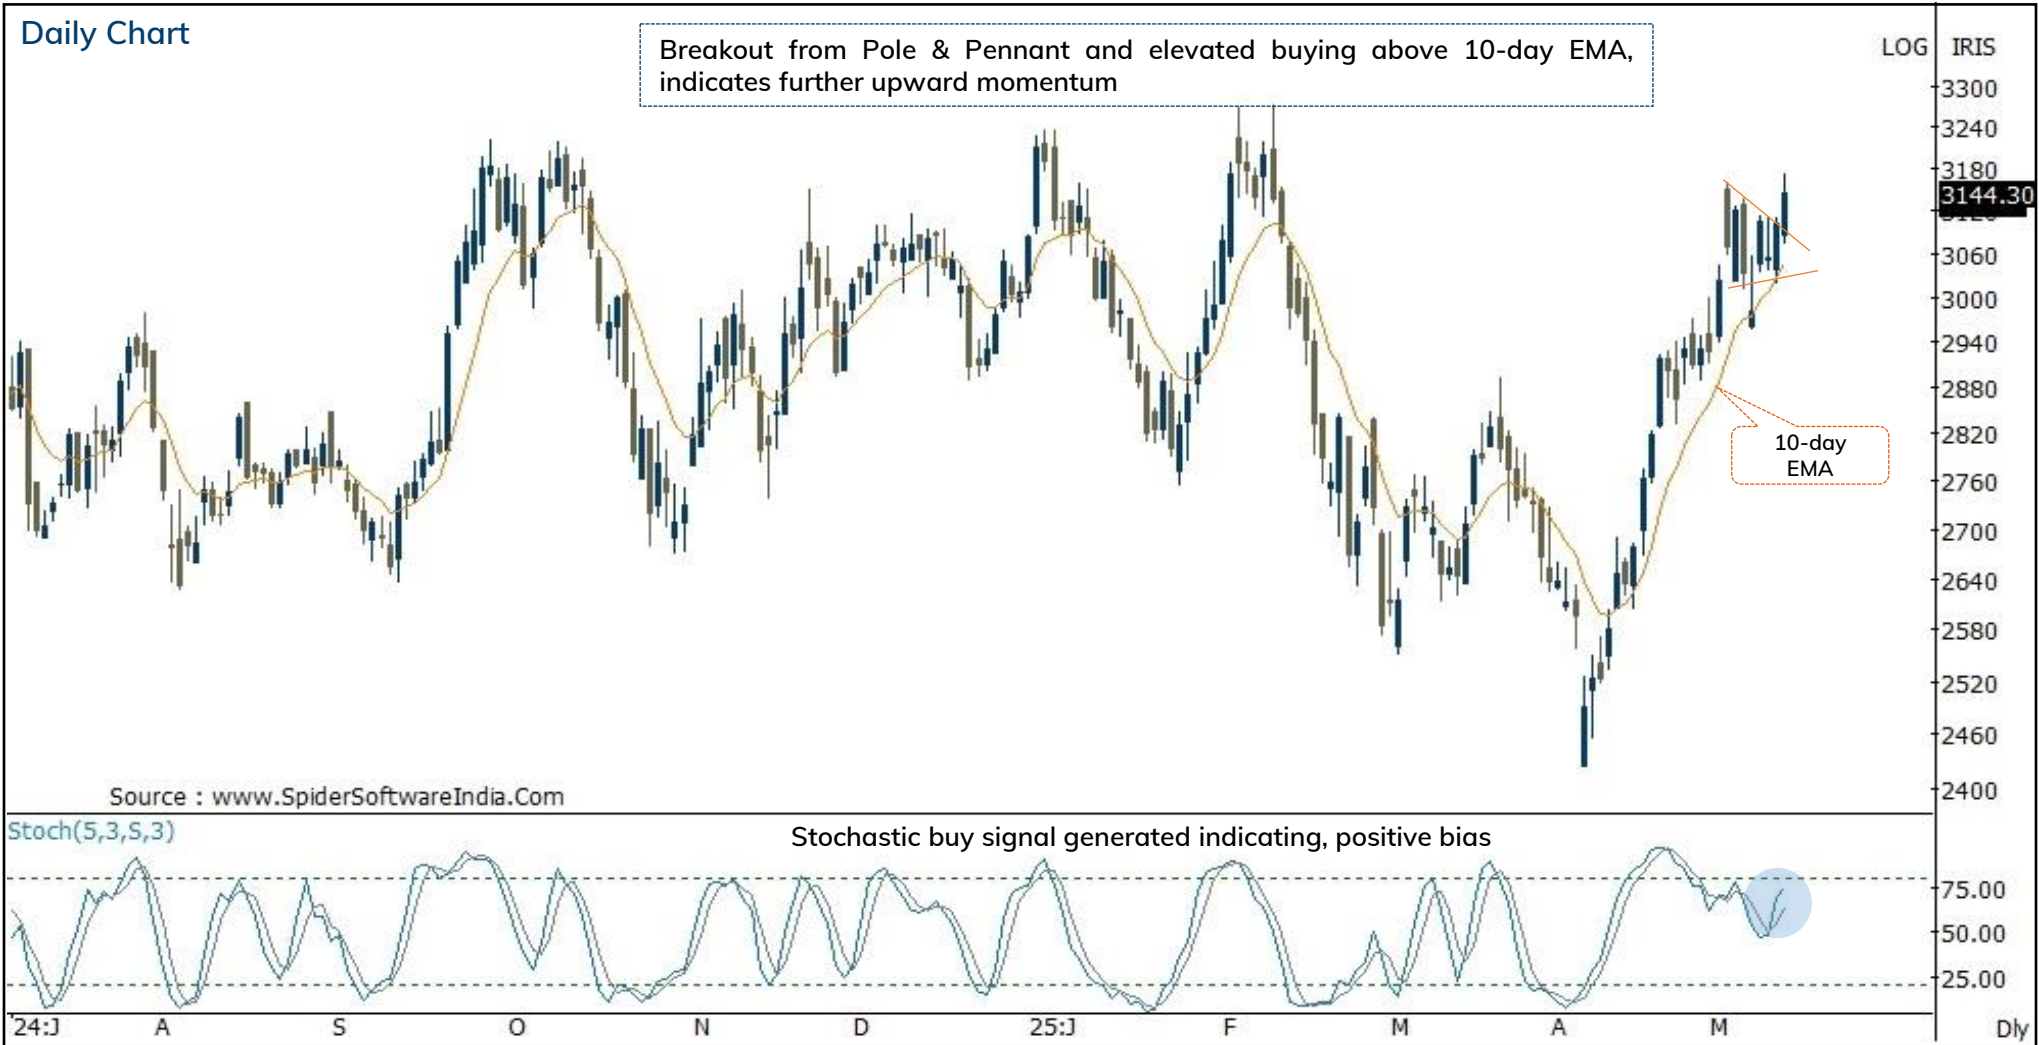 Daily Chart
Breakout from Pole & Pennant and elevated buying above 10-day EMA,
indicates further upward momentum
LOG
IRIS
3300
3240
3180
3144.30
3060
3000
2940
2880
2820
2760
2700
2640
2580
2520
2460
2400
10-day
EMA
Source : www.SpiderSoftwareIndia.Com
Stoch(5,3,S,3)
Stochastic buy signal generated indicating, positive bias
75.00
50.00
25.00
'24:J A S O N D 25:J F M A M Dly